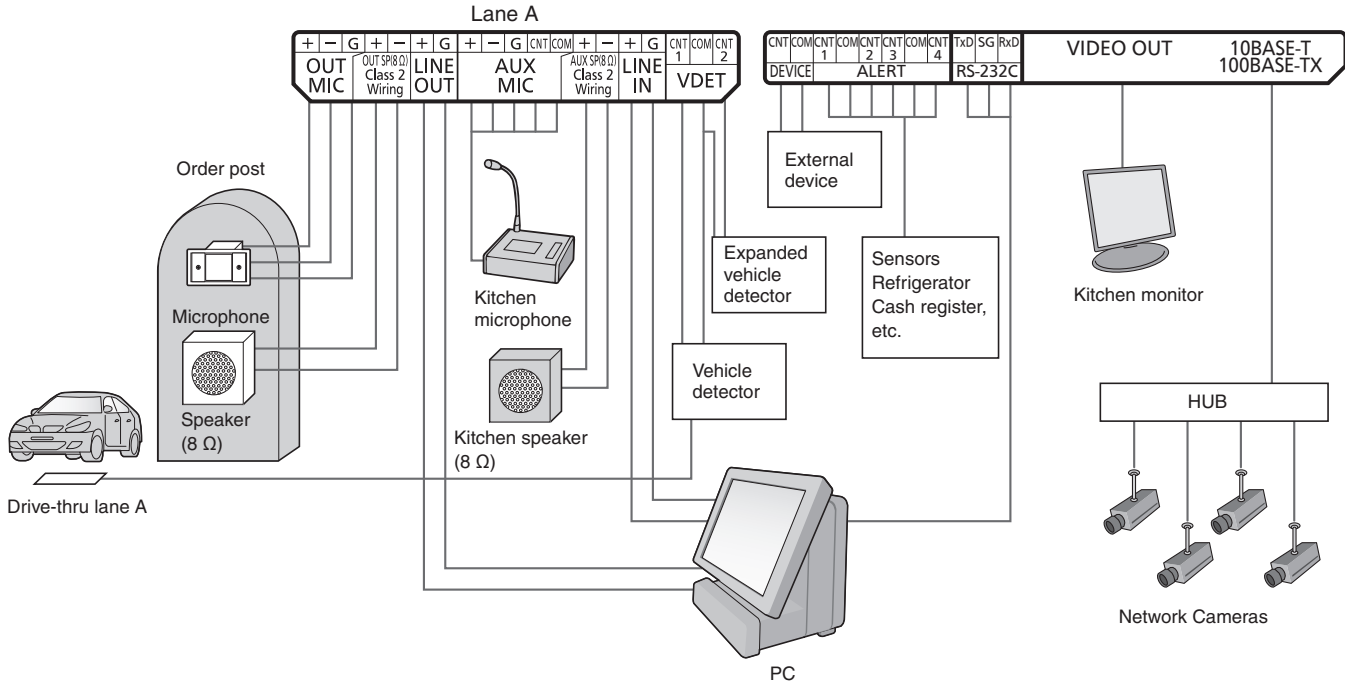 Lane A
+ − G + − + G + − G CNT COM + − + G CNT 1 COM CNT 2
OUT MIC
OUT SP(8 Ω) Class 2 Wiring
LINE OUT
AUX MIC
AUX SP(8 Ω) Class 2 Wiring
LINE IN
VDET
CNT COM CNT 1 COM CNT 2 CNT 3 COM CNT 4 TxD SG RxD
DEVICE
ALERT
RS-232C
VIDEO OUT
10BASE-T
100BASE-TX
Order post
Microphone
Speaker
(8 Ω)
Drive-thru lane A
Kitchen
microphone
Kitchen speaker
(8 Ω)
Expanded
vehicle
detector
Vehicle
detector
External
device
Sensors
Refrigerator
Cash register,
etc.
Kitchen monitor
HUB
Network Cameras
PC